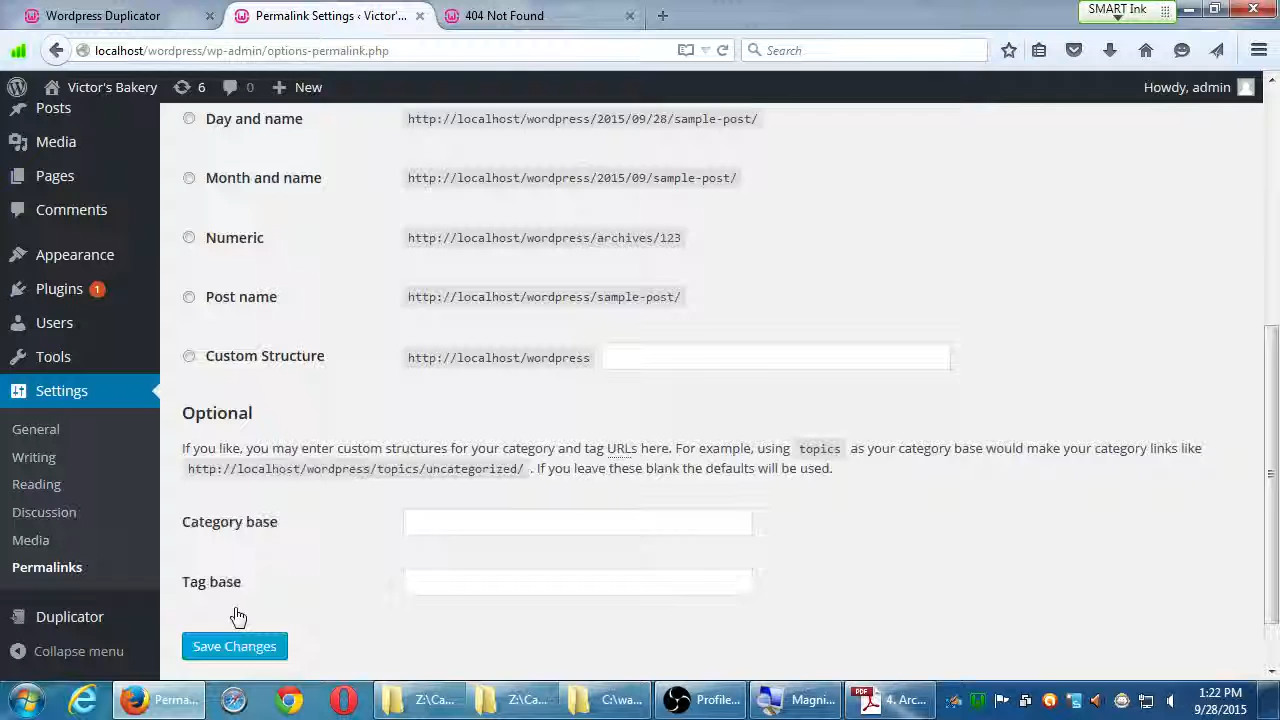 Wordpress Duplicator
Permalink Settings ‹ Victor'...
404 Not Found
SMART Ink
localhost/wordpress/wp-admin/options-permalink.php
Search
Victor's Bakery
6
0
New
Howdy, admin
Posts
Media
Pages
Comments
Appearance
Plugins 1
Users
Tools
Settings
General
Writing
Reading
Discussion
Media
Permalinks
Duplicator
Collapse menu
Day and name http://localhost/wordpress/2015/09/28/sample-post/
Month and name http://localhost/wordpress/2015/09/sample-post/
Numeric http://localhost/wordpress/archives/123
Post name http://localhost/wordpress/sample-post/
Custom Structure http://localhost/wordpress
Optional
If you like, you may enter custom structures for your category and tag URLs here. For example, using topics as your category base would make your category links like
http://localhost/wordpress/topics/uncategorized/ . If you leave these blank the defaults will be used.
Category base
Tag base
Save Changes
Perma...
Z:\Ca...
Z:\Ca...
C:\wa...
Profile...
Magni...
PDF
4. Arc...
1:22 PM
9/28/2015